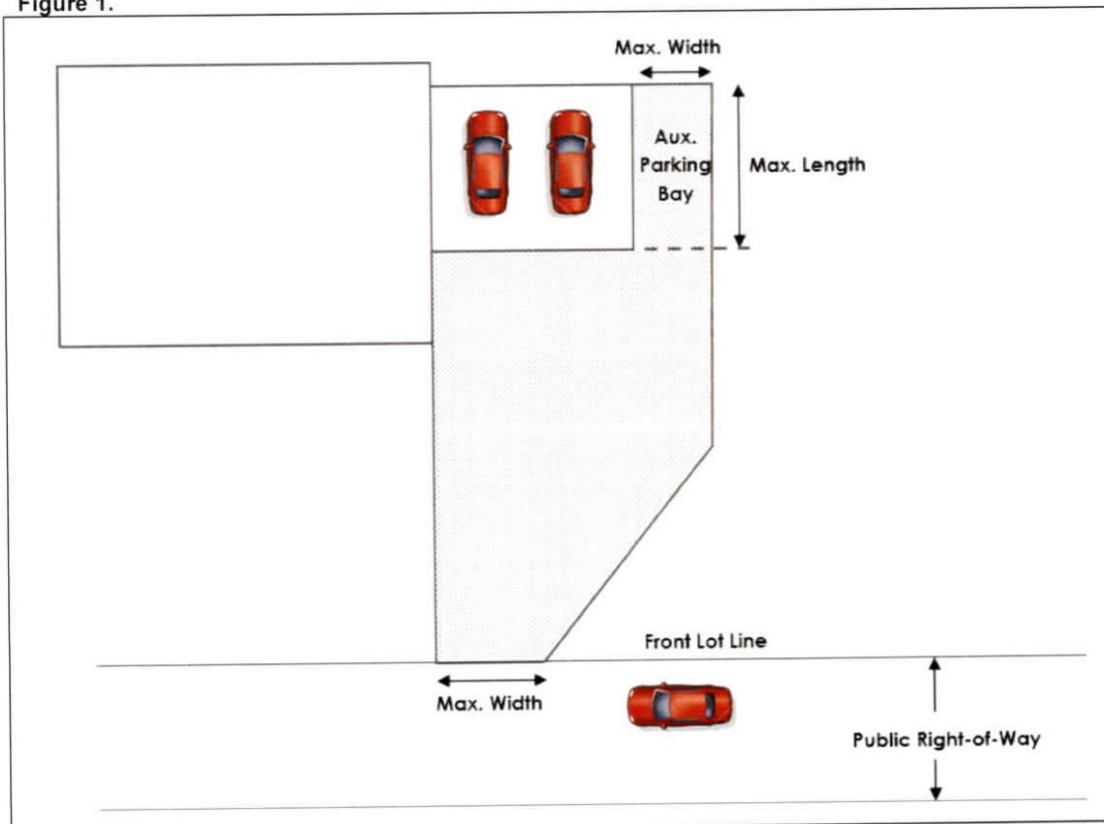 Figure 1.
Max. Width
Aux.
Parking
Bay
Max. Length
Front Lot Line
Max. Width
Public Right-of-Way